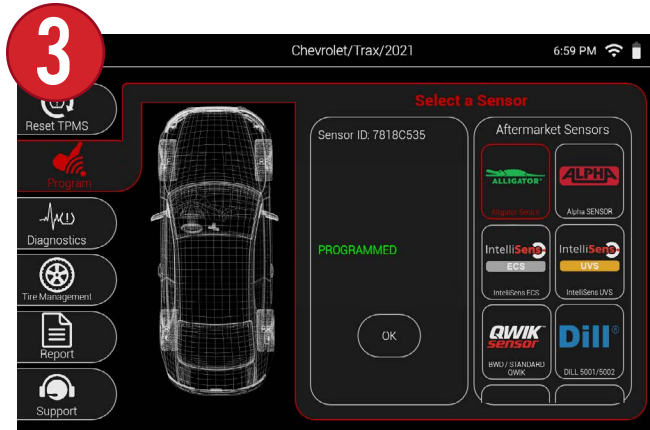 3
Chevrolet/Trax/2021
6:59 PM
Reset TPMS
Program
Diagnostics
Tire Management
Report
Support
Select a Sensor
Sensor ID: 7818C535
PROGRAMMED
OK
Aftermarket Sensors
ALLIGATOR®
ALPHA
Alpha SENSOR
IntelliSens
ECS
IntelliSens ECS
IntelliSens
UVS
IntelliSens UVS
QWIK
sensor
BWD / STANDARD
QWIK
Dill®
DILL 5001/5002